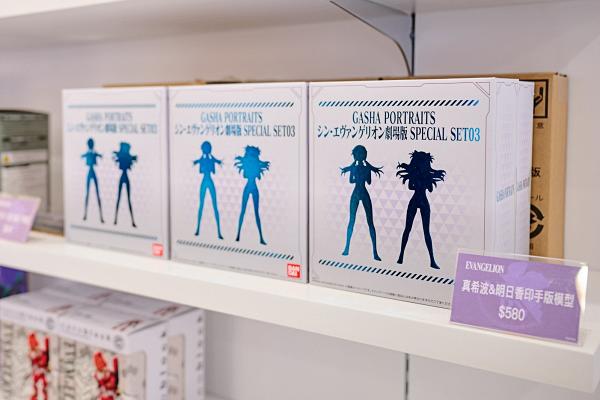 GASHA PORTRAITS
シン・エヴァンゲリオン劇場版 SPECIAL SET03
GASHA PORTRAITS
シン・エヴァンゲリオン劇場版 SPECIAL SET03
BANDAI
GASHA PORTRAITS
シン・エヴァンゲリオン劇場版 SPECIAL SET03
EVANGELION
真希波&明日香印手版模型
$580